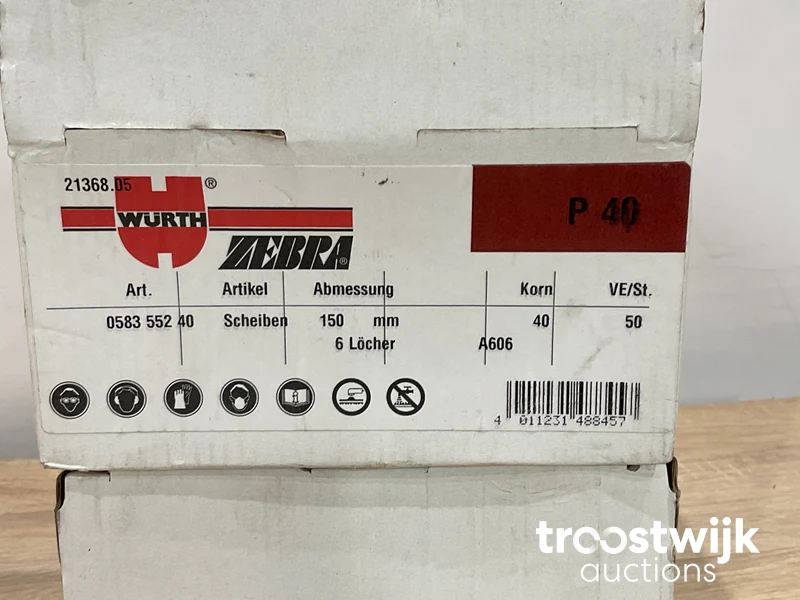 21368.05
WÜRTH ®
ZEBRA ®
P 40
Art. Artikel Abmessung Korn VE/St.
0583 552 40 Scheiben 150 mm 40 50
6 Löcher A606
4 011231 488457
troostwijk
auctions